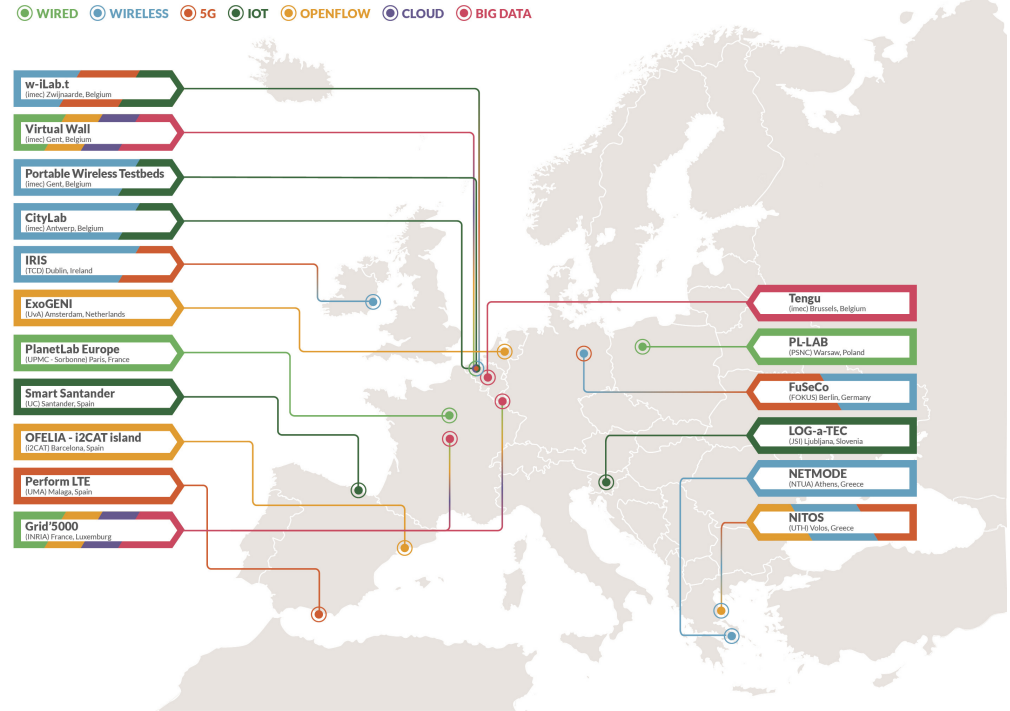 WIRED WIRELESS 5G IOT OPENFLOW CLOUD BIG DATA
w-iLab.t
(imec) Zwijnaarde, Belgium
Virtual Wall
(imec) Gent, Belgium
Portable Wireless Testbeds
(imec) Gent, Belgium
CityLab
(imec) Antwerp, Belgium
IRIS
(TCD) Dublin, Ireland
ExoGENI
(UvA) Amsterdam, Netherlands
PlanetLab Europe
(UPMC - Sorbonne) Paris, France
Smart Santander
(UC) Santander, Spain
OFELIA - i2CAT island
(i2CAT) Barcelona, Spain
Perform LTE
(UMA) Malaga, Spain
Grid'5000
(INRIA) France, Luxemburg
Tengu
(imec) Brussels, Belgium
PL-LAB
(PSNC) Warsaw, Poland
FuSeCo
(FOKUS) Berlin, Germany
LOG-a-TEC
(JSI) Ljubljana, Slovenia
NETMODE
(NTUA) Athens, Greece
NITOS
(UTH) Volos, Greece